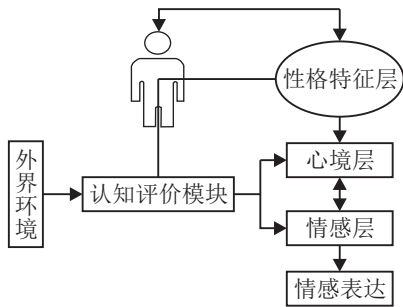 性格特征层
外界环境
认知评价模块
心境层
情感层
情感表达